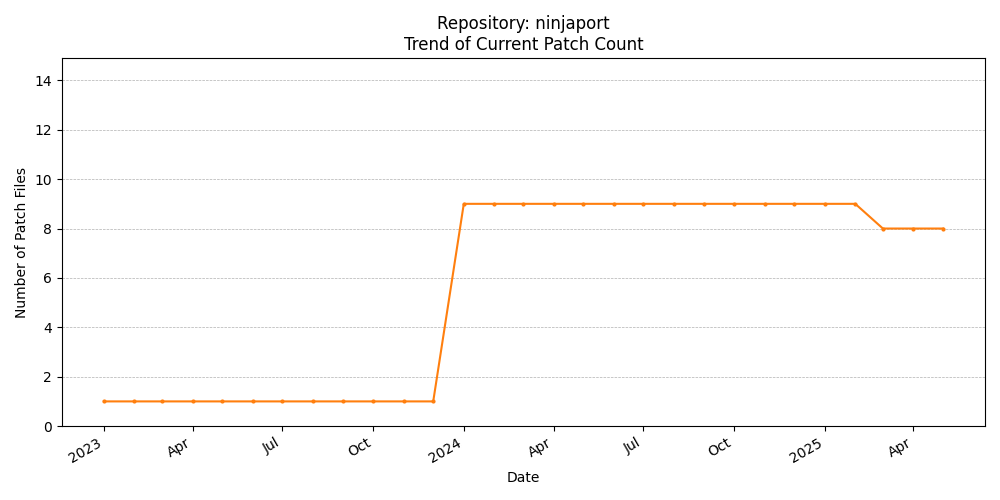 Repository: ninjaport
Trend of Current Patch Count
Number of Patch Files
14
12
10
8
6
4
2
0
2023
Apr
Jul
Oct
2024
Apr
Jul
Oct
2025
Apr
Date